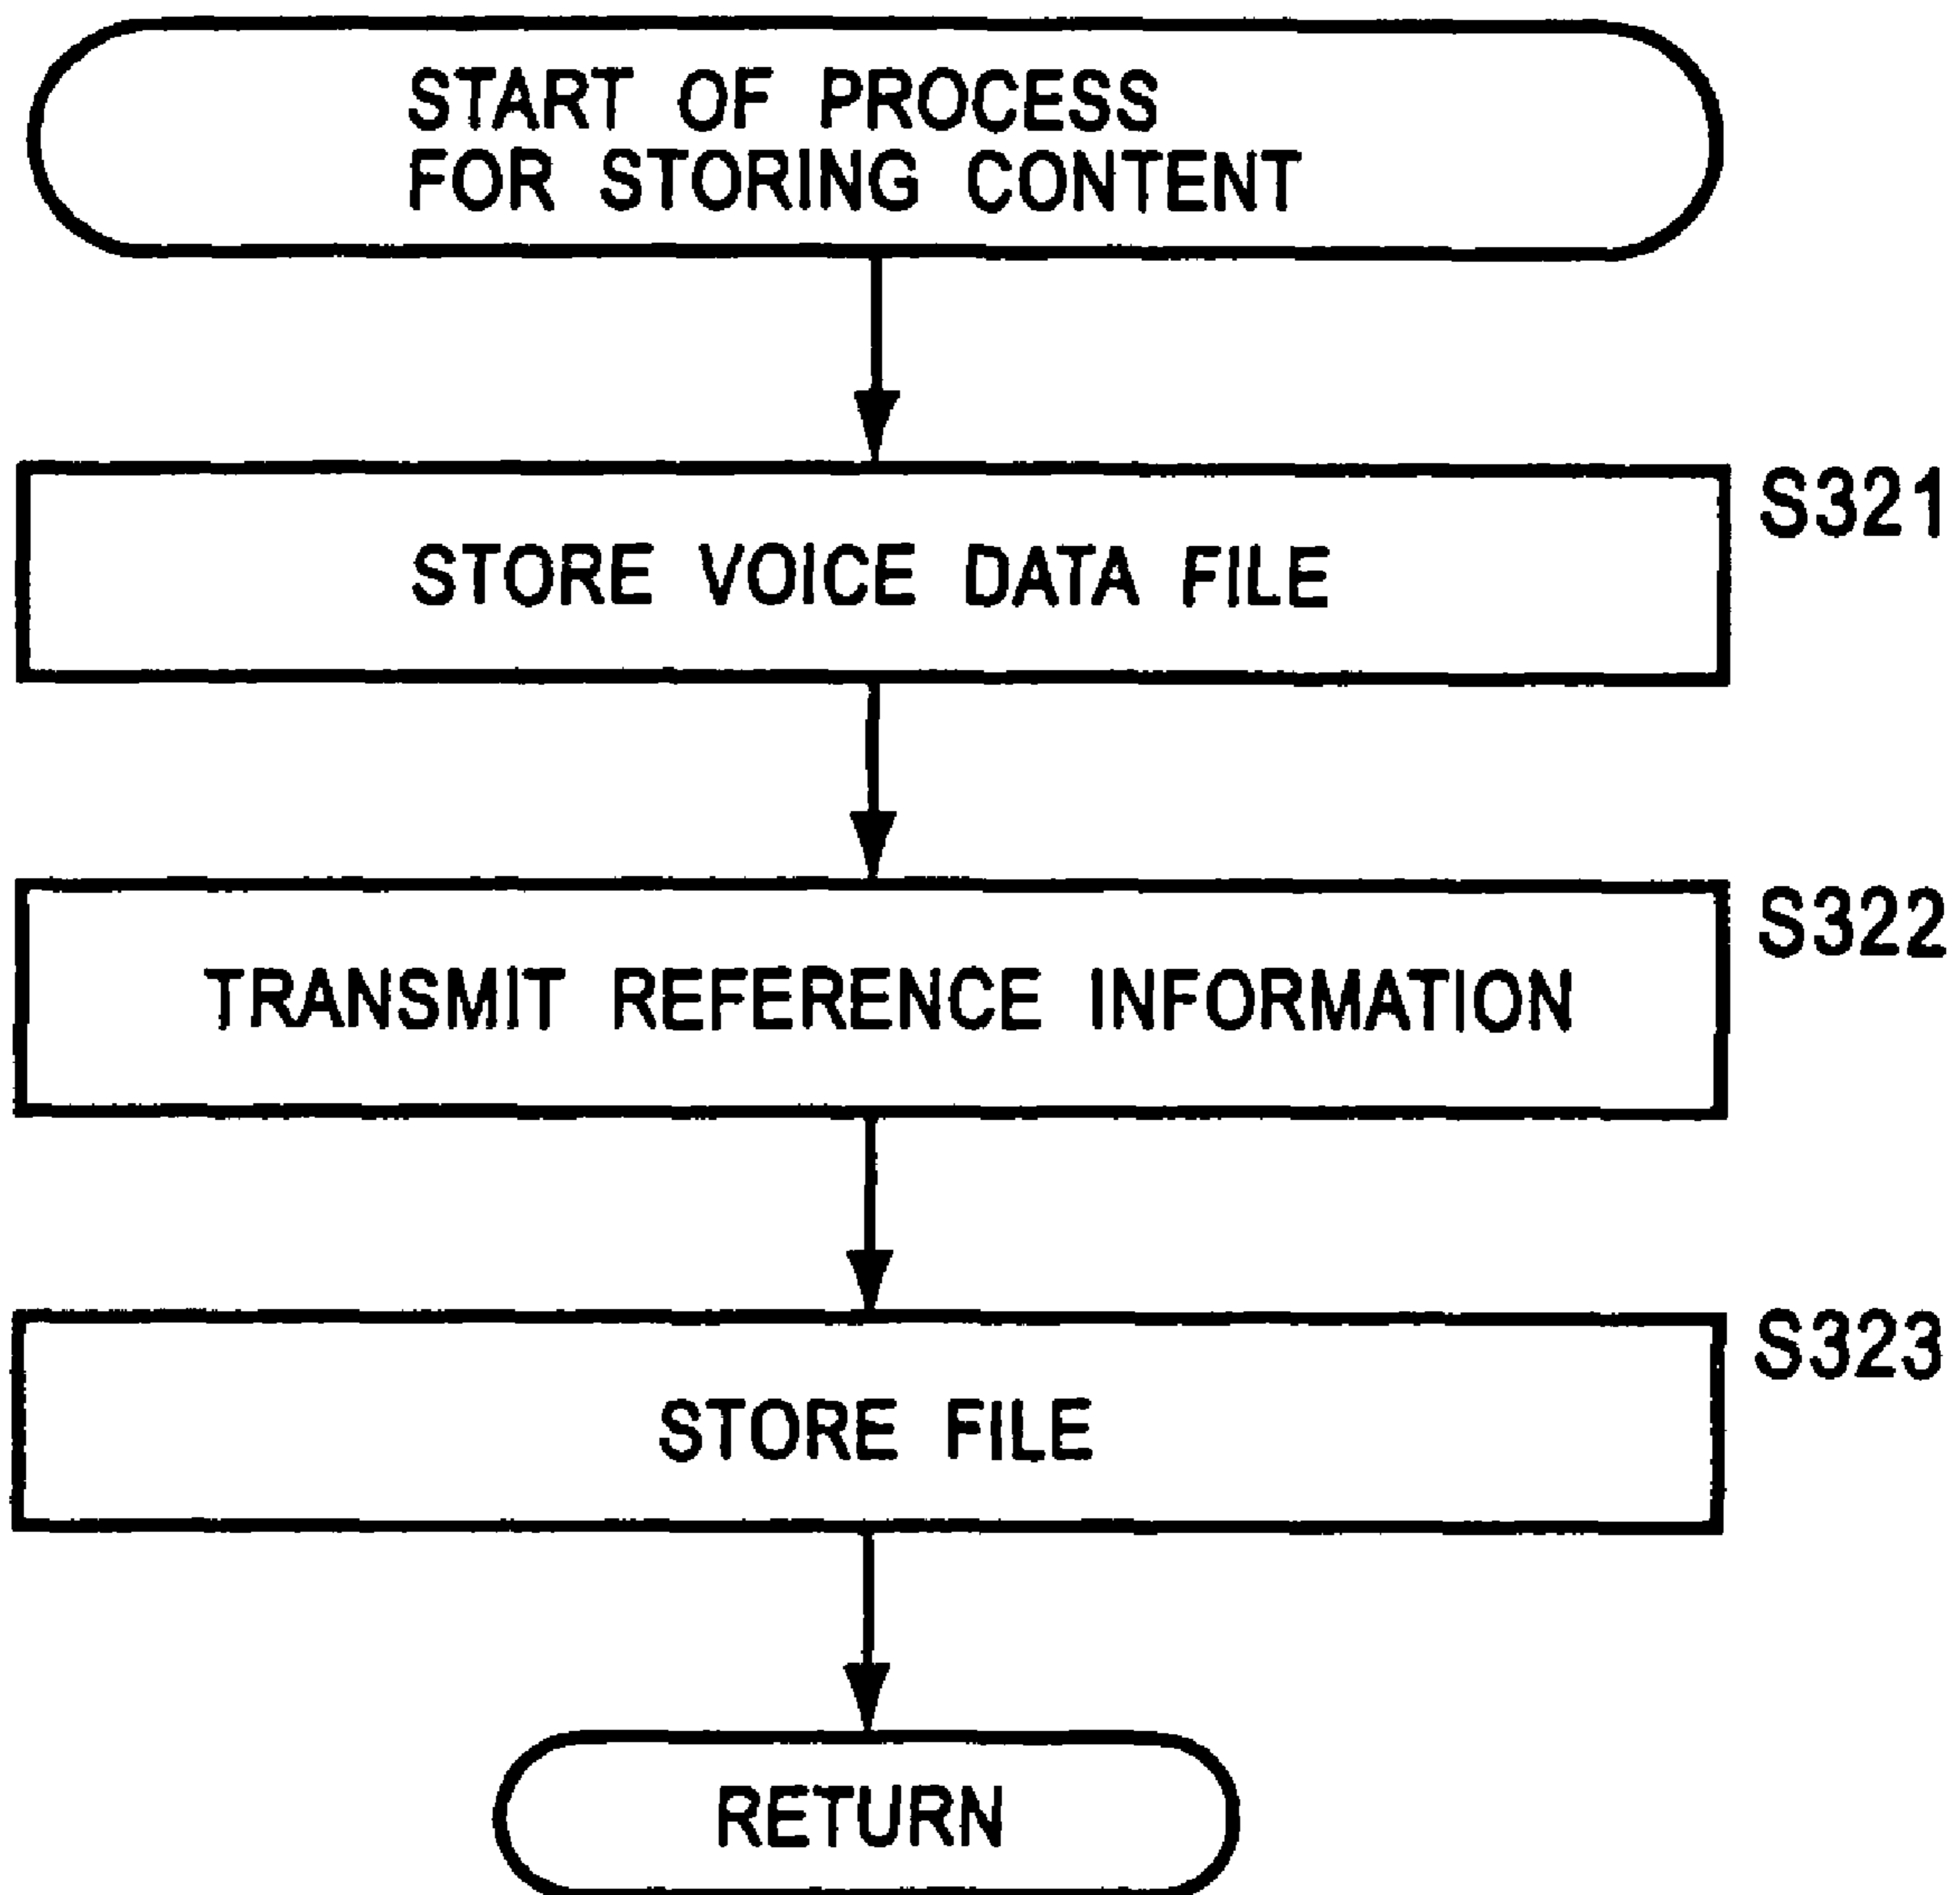 START OF PROCESS
FOR STORING CONTENT
S321
STORE VOICE DATA FILE
S322
TRANSMIT REFERENCE INFORMATION
S323
STORE FILE
RETURN